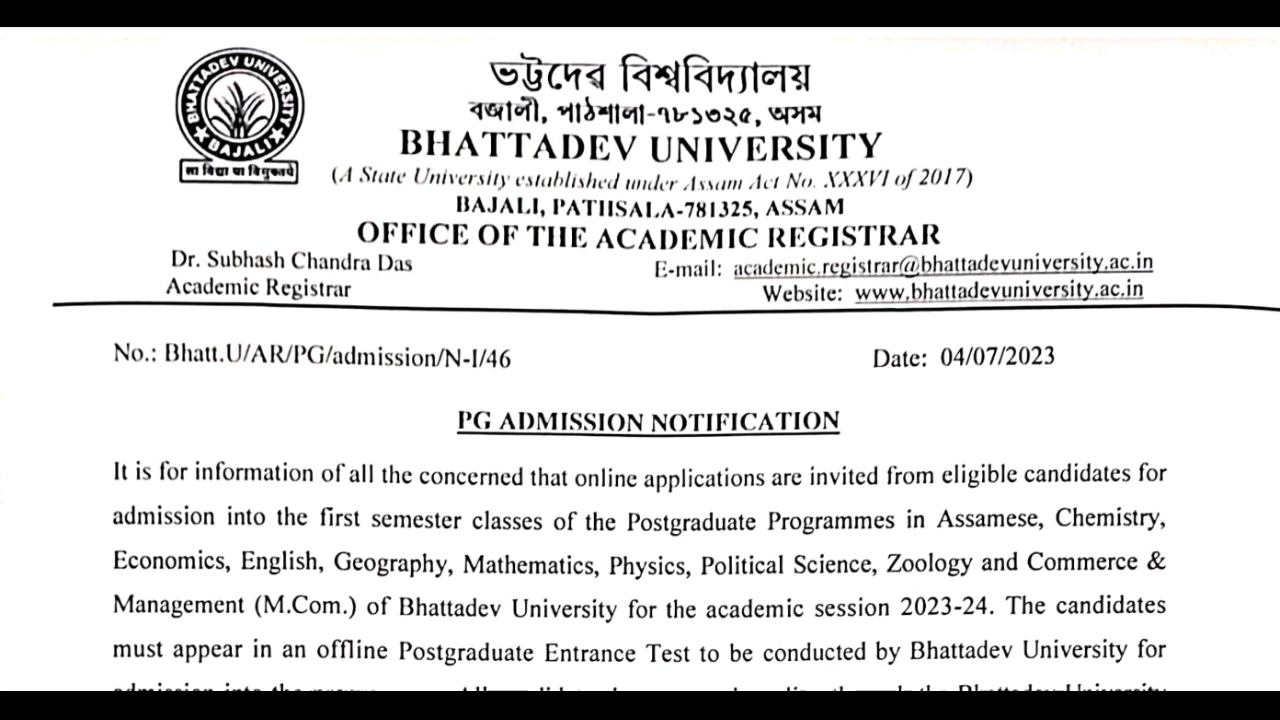 BHATTADEV UNIVERSITY
BAJALI
सा विद्या या विमुक्तये
ভট্টদেৱ বিশ্ববিদ্যালয়
বজালী, পাঠশালা-৭৮১৩২৫, অসম
BHATTADEV UNIVERSITY
(A State University established under Assam Act No. XXXVI of 2017)
BAJALI, PATHSALA-781325, ASSAM
OFFICE OF THE ACADEMIC REGISTRAR
Dr. Subhash Chandra Das
Academic Registrar
E-mail: academic.registrar@bhattadevuniversity.ac.in
Website: www.bhattadevuniversity.ac.in
No.: Bhatt.U/AR/PG/admission/N-I/46
Date: 04/07/2023
PG ADMISSION NOTIFICATION
It is for information of all the concerned that online applications are invited from eligible candidates for
admission into the first semester classes of the Postgraduate Programmes in Assamese, Chemistry,
Economics, English, Geography, Mathematics, Physics, Political Science, Zoology and Commerce &
Management (M.Com.) of Bhattadev University for the academic session 2023-24. The candidates
must appear in an offline Postgraduate Entrance Test to be conducted by Bhattadev University for